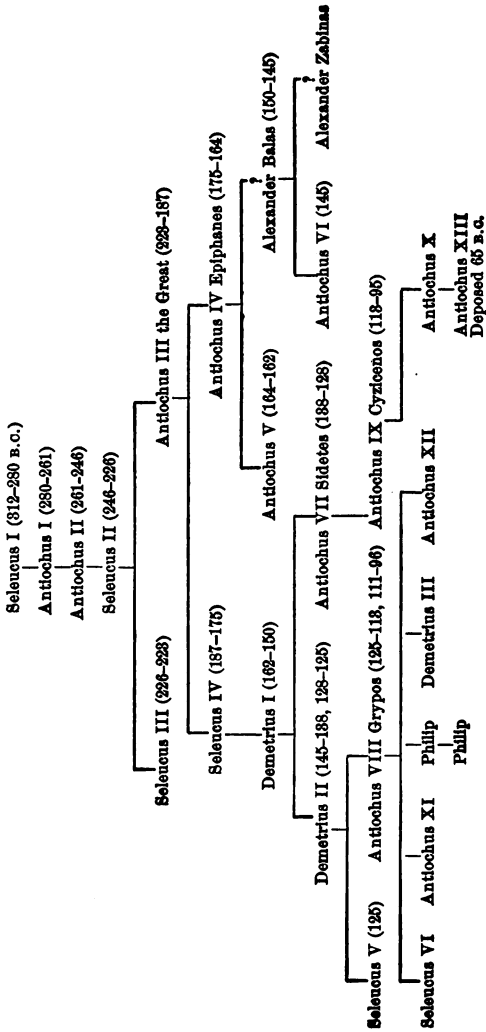 Seleucus I (312–280 B.C.)
Antiochus I (280–261)
Antiochus II (261–246)
Seleucus II (246–226)
Seleucus III (226–223) Antiochus III the Great (223–187)
Seleucus IV (187–175) Antiochus IV Epiphanes (175–164)
?
Demetrius I (162–150) Antiochus V (164–162) Alexander Balas (150–145)
?
Demetrius II (145–138, 128–125) Antiochus VII Sidetes (138–128) Antiochus VI (145) Alexander Zabinas
Seleucus V (125) Antiochus VIII Grypos (125–113, 111–96) Antiochus IX Cyzicenos (113–95)
Seleucus VI Antiochus XI Philip Demetrius III Antiochus XII Antiochus X
Philip Antiochus XIII
Deposed 65 B.C.